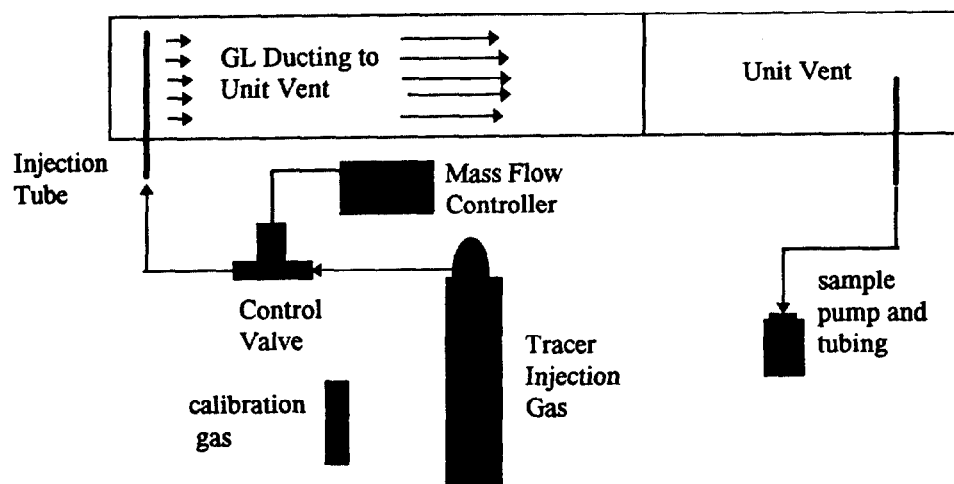 GL Ducting to
Unit Vent
Unit Vent
Injection
Tube
Mass Flow
Controller
Control
Valve
sample
pump and
tubing
Tracer
Injection
Gas
calibration
gas